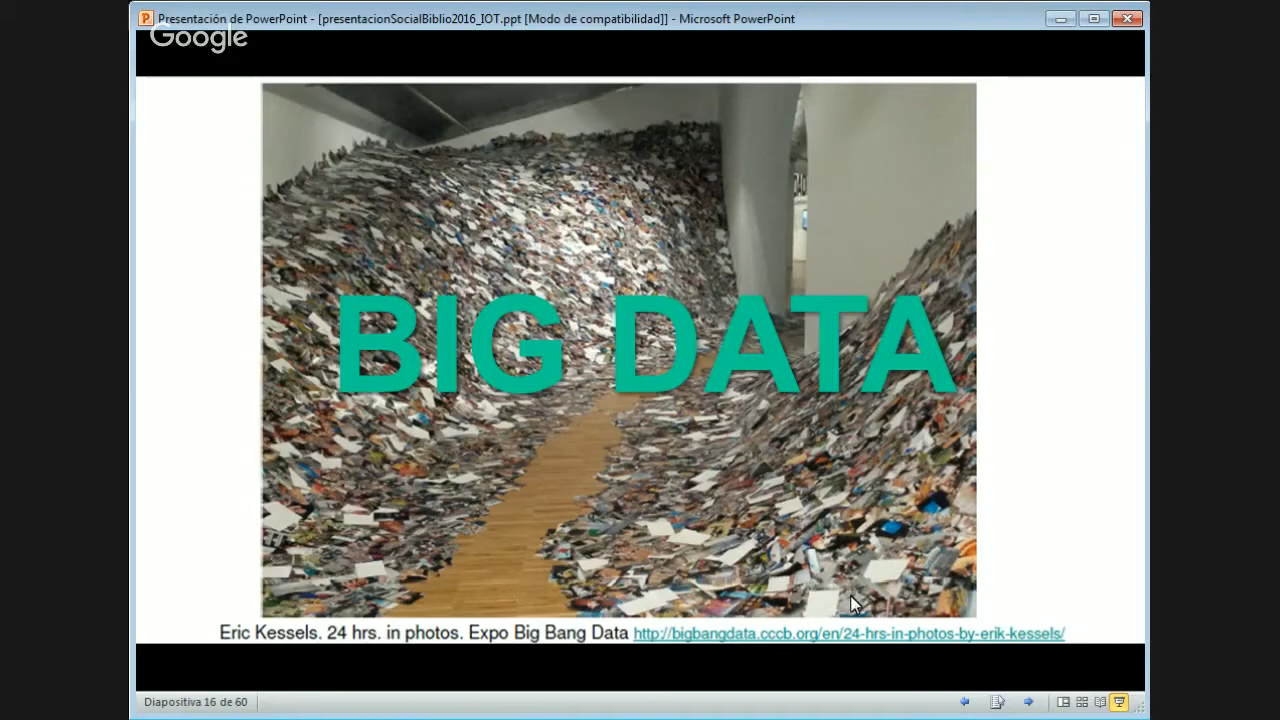 Presentación de PowerPoint - [presentacionSocialBiblio2016_IOT.ppt [Modo de compatibilidad]] - Microsoft PowerPoint
Google
BIG DATA
Eric Kessels. 24 hrs. in photos. Expo Big Bang Data http://bigbangdata.cccb.org/en/24-hrs-in-photos-by-erik-kessels/
Diapositiva 16 de 60